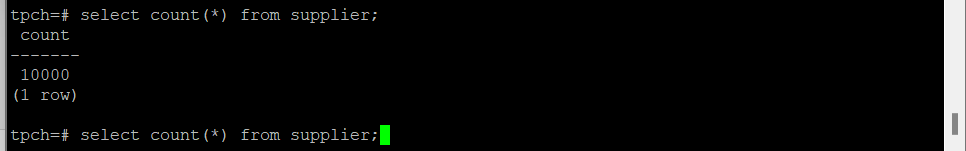 tpch=# select count(*) from supplier;
 count
-------
 10000
(1 row)

tpch=# select count(*) from supplier;